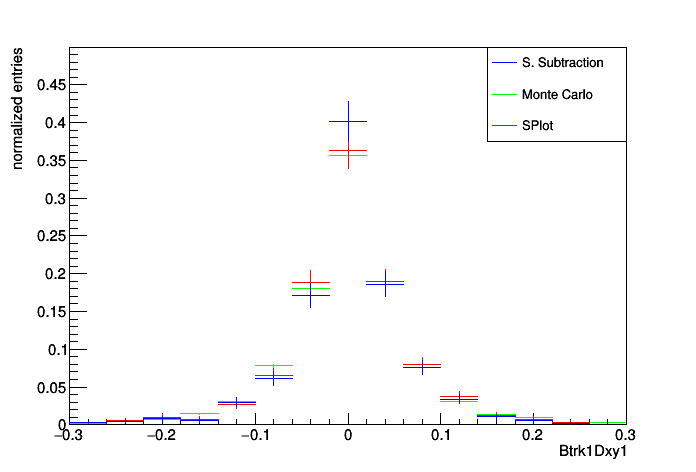 normalized entries
0.45
0.4
0.35
0.3
0.25
0.2
0.15
0.1
0.05
0
−0.3 −0.2 −0.1 0 0.1 0.2 0.3
Btrk1Dxy1
S. Subtraction
Monte Carlo
SPlot